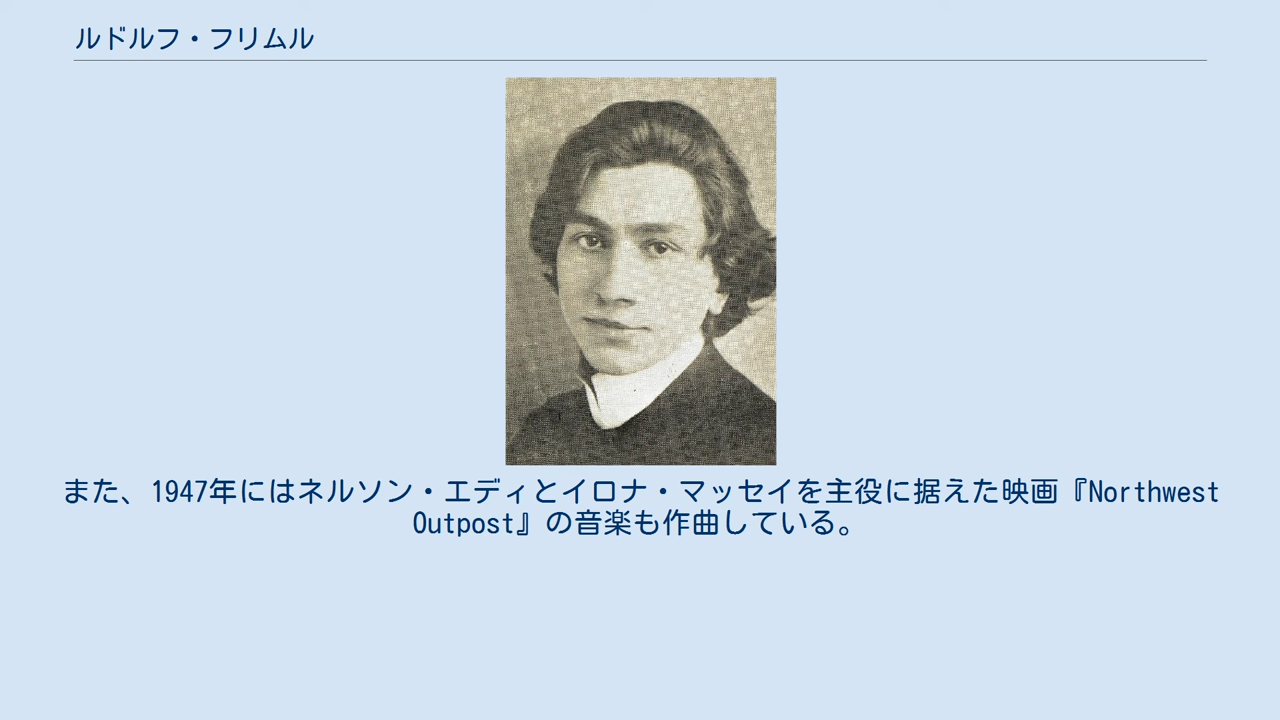 ルドルフ・フリムル
また、1947年にはネルソン・エディとイロナ・マッセイを主役に据えた映画『Northwest
Outpost』の音楽も作曲している。